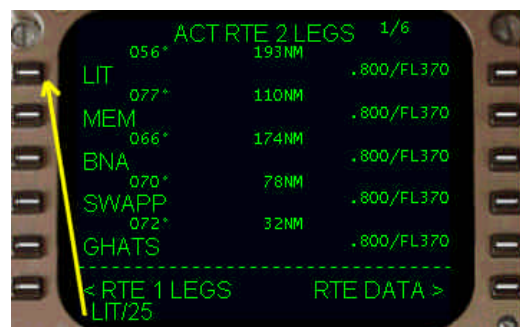 ACT RTE 2 LEGS 1/6
056° 193NM
LIT .800/FL370
077° 110NM
MEM .800/FL370
066° 174NM
BNA .800/FL370
070° 78NM
SWAPP .800/FL370
072° 32NM
GHATS .800/FL370
--------------------------------
< RTE 1 LEGS RTE DATA >
LIT/25